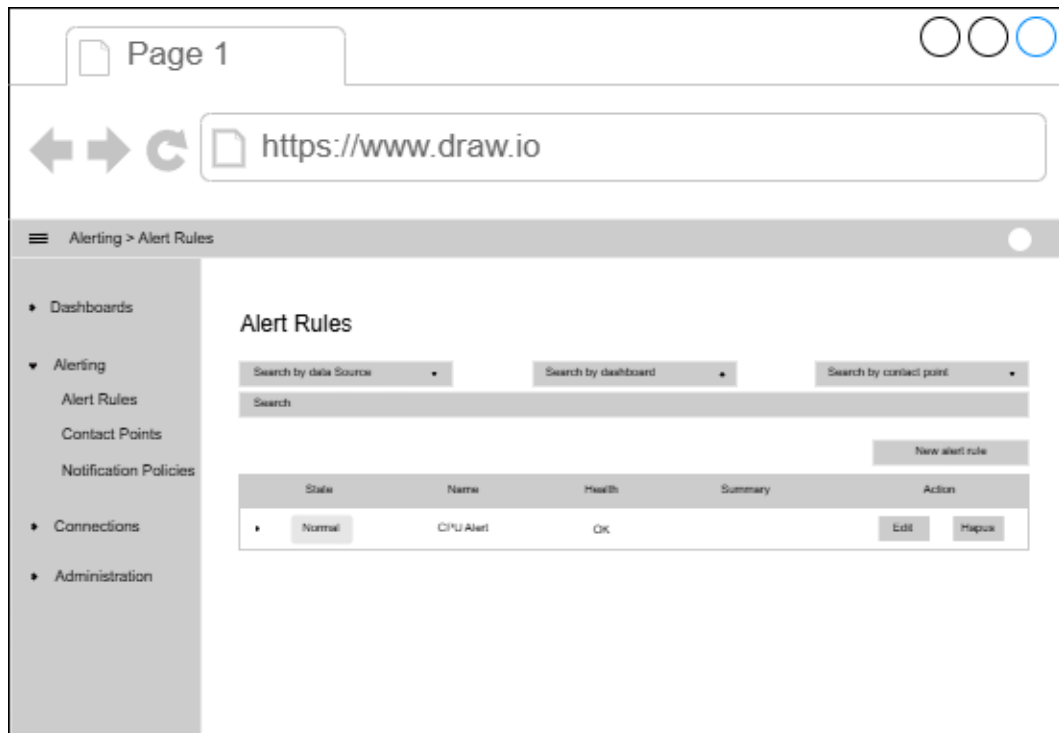 Page 1
https://www.draw.io
Alerting > Alert Rules
Dashboards
Alerting
Alert Rules
Contact Points
Notification Policies
Connections
Administration
Alert Rules
Search by data Source
Search by dashboard
Search by contact point
Search
New alert rule
State Name Health Summary Action
Normal CPU Alert OK Edit Hapus